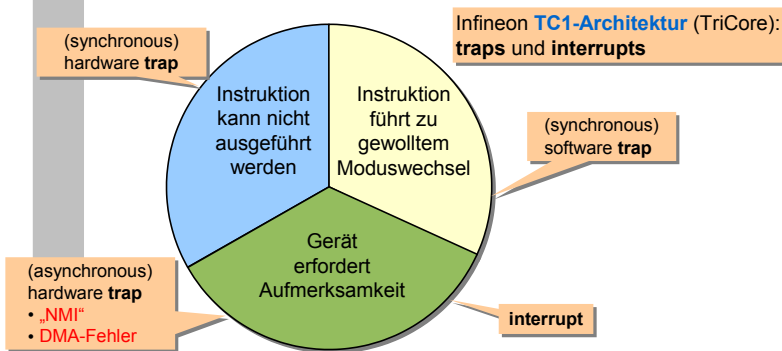 Infineon TC1-Architektur (TriCore):
traps und interrupts
(synchronous)
hardware trap
Instruktion
kann nicht
ausgeführt
werden
Instruktion
führt zu
gewolltem
Moduswechsel
(synchronous)
software trap
Gerät
erfordert
Aufmerksamkeit
(asynchronous)
hardware trap
• „NMI“
• DMA-Fehler
interrupt